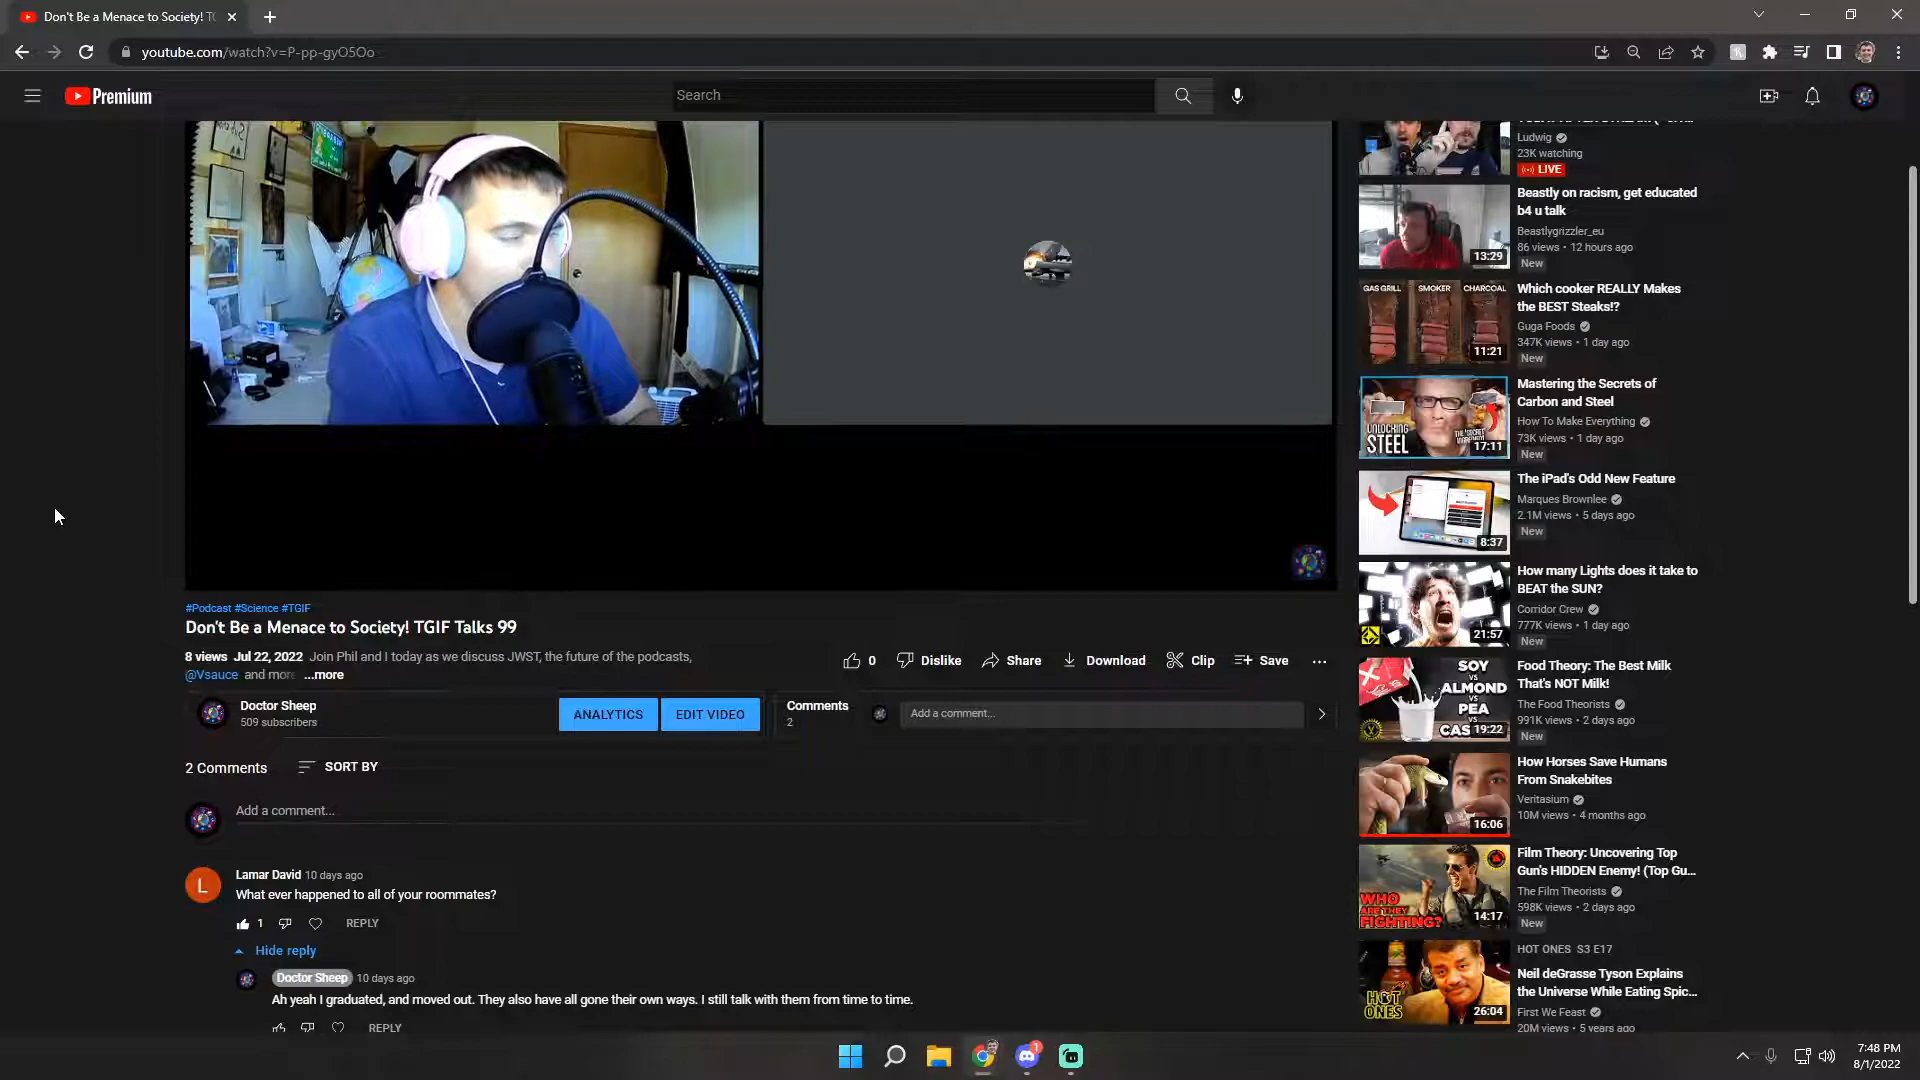 Don't Be a Menace to Society! TG
youtube.com/watch?v=P-pp-gyO5Oo
Premium
Search
Ludwig
23K watching
LIVE
Beastly on racism, get educated
b4 u talk
Beastlygrizzler_eu
86 views • 12 hours ago
New
13:29
GAS GRILL SMOKER CHARCOAL
11:21
Which cooker REALLY Makes
the BEST Steaks!?
Guga Foods
347K views • 1 day ago
New
UNLOCKING
STEEL
17:11
Mastering the Secrets of
Carbon and Steel
How To Make Everything
73K views • 1 day ago
New
8:37
The iPad's Odd New Feature
Marques Brownlee
2.1M views • 5 days ago
New
21:57
How many Lights does it take to
BEAT the SUN?
Corridor Crew
777K views • 1 day ago
New
SOY
VS
ALMOND
VS
PEA
VS
CAS
19:22
Food Theory: The Best Milk
That's NOT Milk!
The Food Theorists
991K views • 2 days ago
New
16:06
How Horses Save Humans
From Snakebites
Veritasium
10M views • 4 months ago
WHO
ARE THEY
FIGHTING?
14:17
Film Theory: Uncovering Top
Gun's HIDDEN Enemy! (Top Gu...
The Film Theorists
598K views • 2 days ago
New
HOT
ONES
26:04
HOT ONES S3 E17
Neil deGrasse Tyson Explains
the Universe While Eating Spic...
First We Feast
20M views • 5 years ago
#Podcast #Science #TGIF
Don't Be a Menace to Society! TGIF Talks 99
8 views Jul 22, 2022 Join Phil and I today as we discuss JWST, the future of the podcasts,
@Vsauce and more ...more
0 Dislike Share Download Clip Save
Doctor Sheep
509 subscribers
ANALYTICS EDIT VIDEO
Comments
2
Add a comment...
2 Comments SORT BY
Add a comment...
L
Lamar David 10 days ago
What ever happened to all of your roommates?
1 REPLY
Hide reply
Doctor Sheep 10 days ago
Ah yeah I graduated, and moved out. They also have all gone their own ways. I still talk with them from time to time.
REPLY
1
7:48 PM
8/1/2022